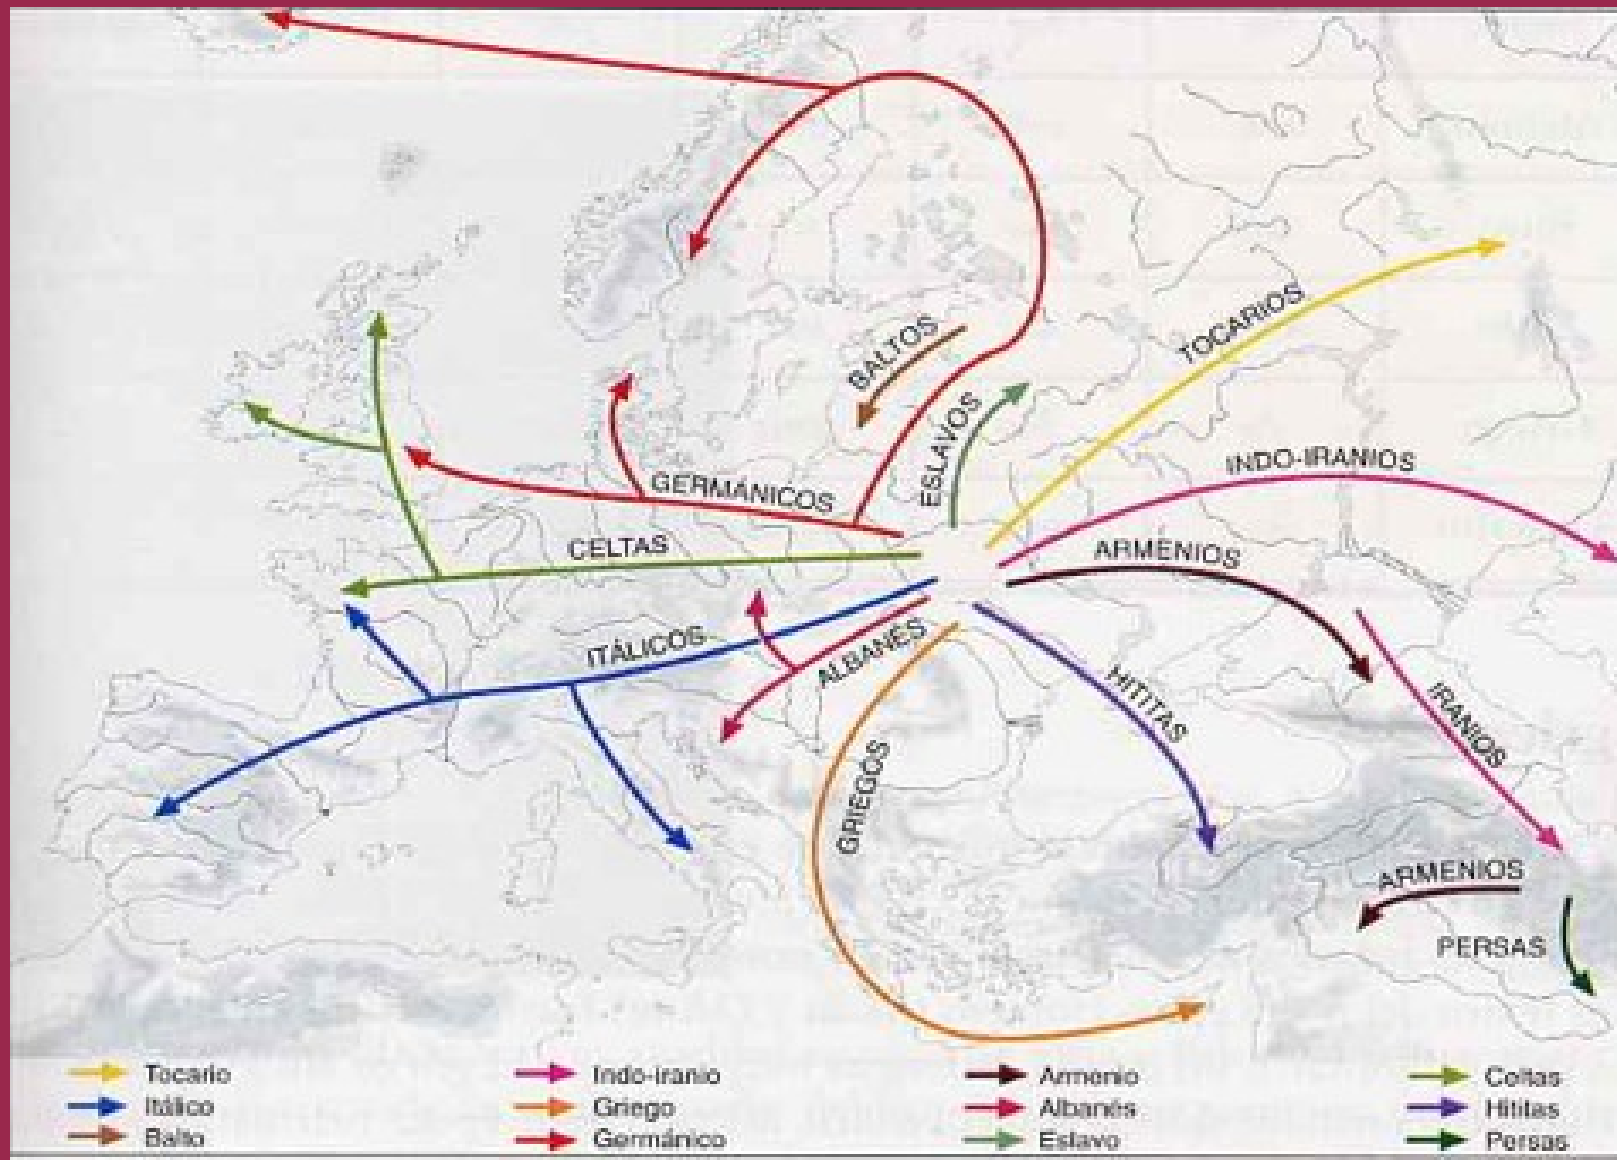 TOCARIOS
BALTOS
ESLAVOS
INDO-IRANIOS
GERMÁNICOS
CELTAS
ARMENIOS
ITÁLICOS
ALBANÉS
HITITAS
IRANIOS
GRIEGOS
ARMENIOS
PERSAS
Tocario
Indo-iranio
Armenio
Celtas
Itálico
Griego
Albanés
Hititas
Balto
Germánico
Eslavo
Persas